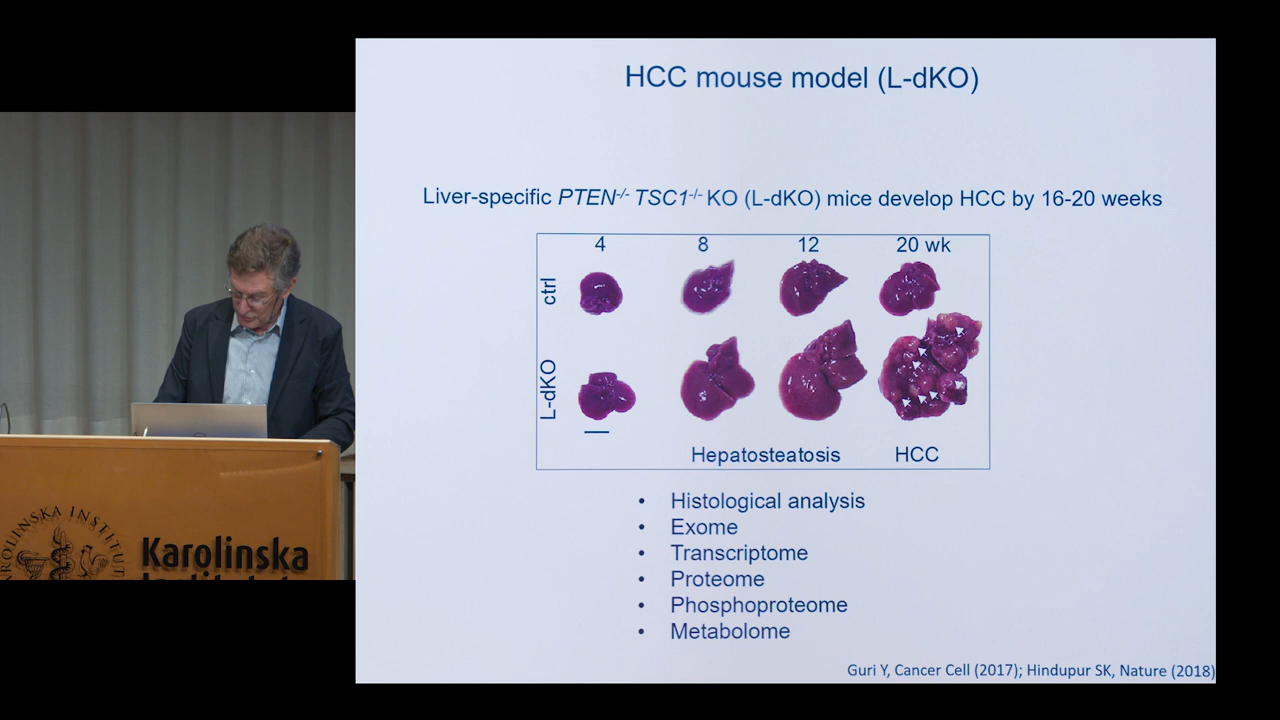 HCC mouse model (L-dKO)
Liver-specific PTEN-/- TSC1-/- KO (L-dKO) mice develop HCC by 16-20 weeks
4 8 12 20 wk
ctrl
L-dKO
Hepatosteatosis HCC
• Histological analysis
• Exome
• Transcriptome
• Proteome
• Phosphoproteome
• Metabolome
Guri Y, Cancer Cell (2017); Hindupur SK, Nature (2018)
Karolinska